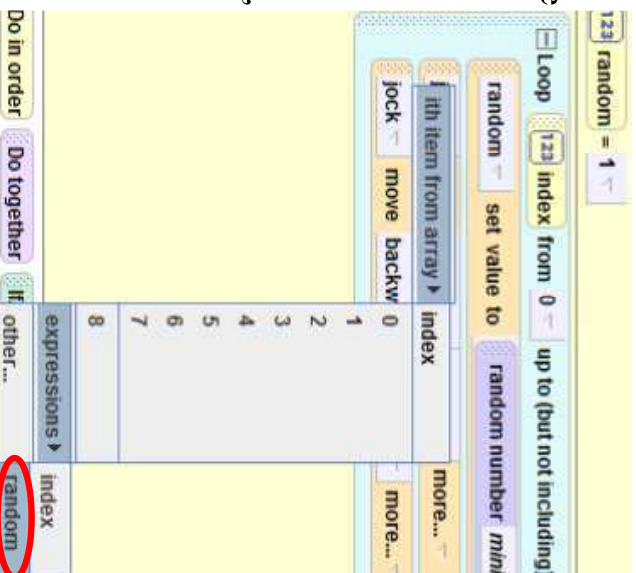 123 random = 1
Loop 123 index from 0 up to (but not including)
random set value to random number mini
ith item from array index more...
jock move backw 0 more...
1
2
3
4
5
6
7
8
expressions index
Do in order Do together If other... random